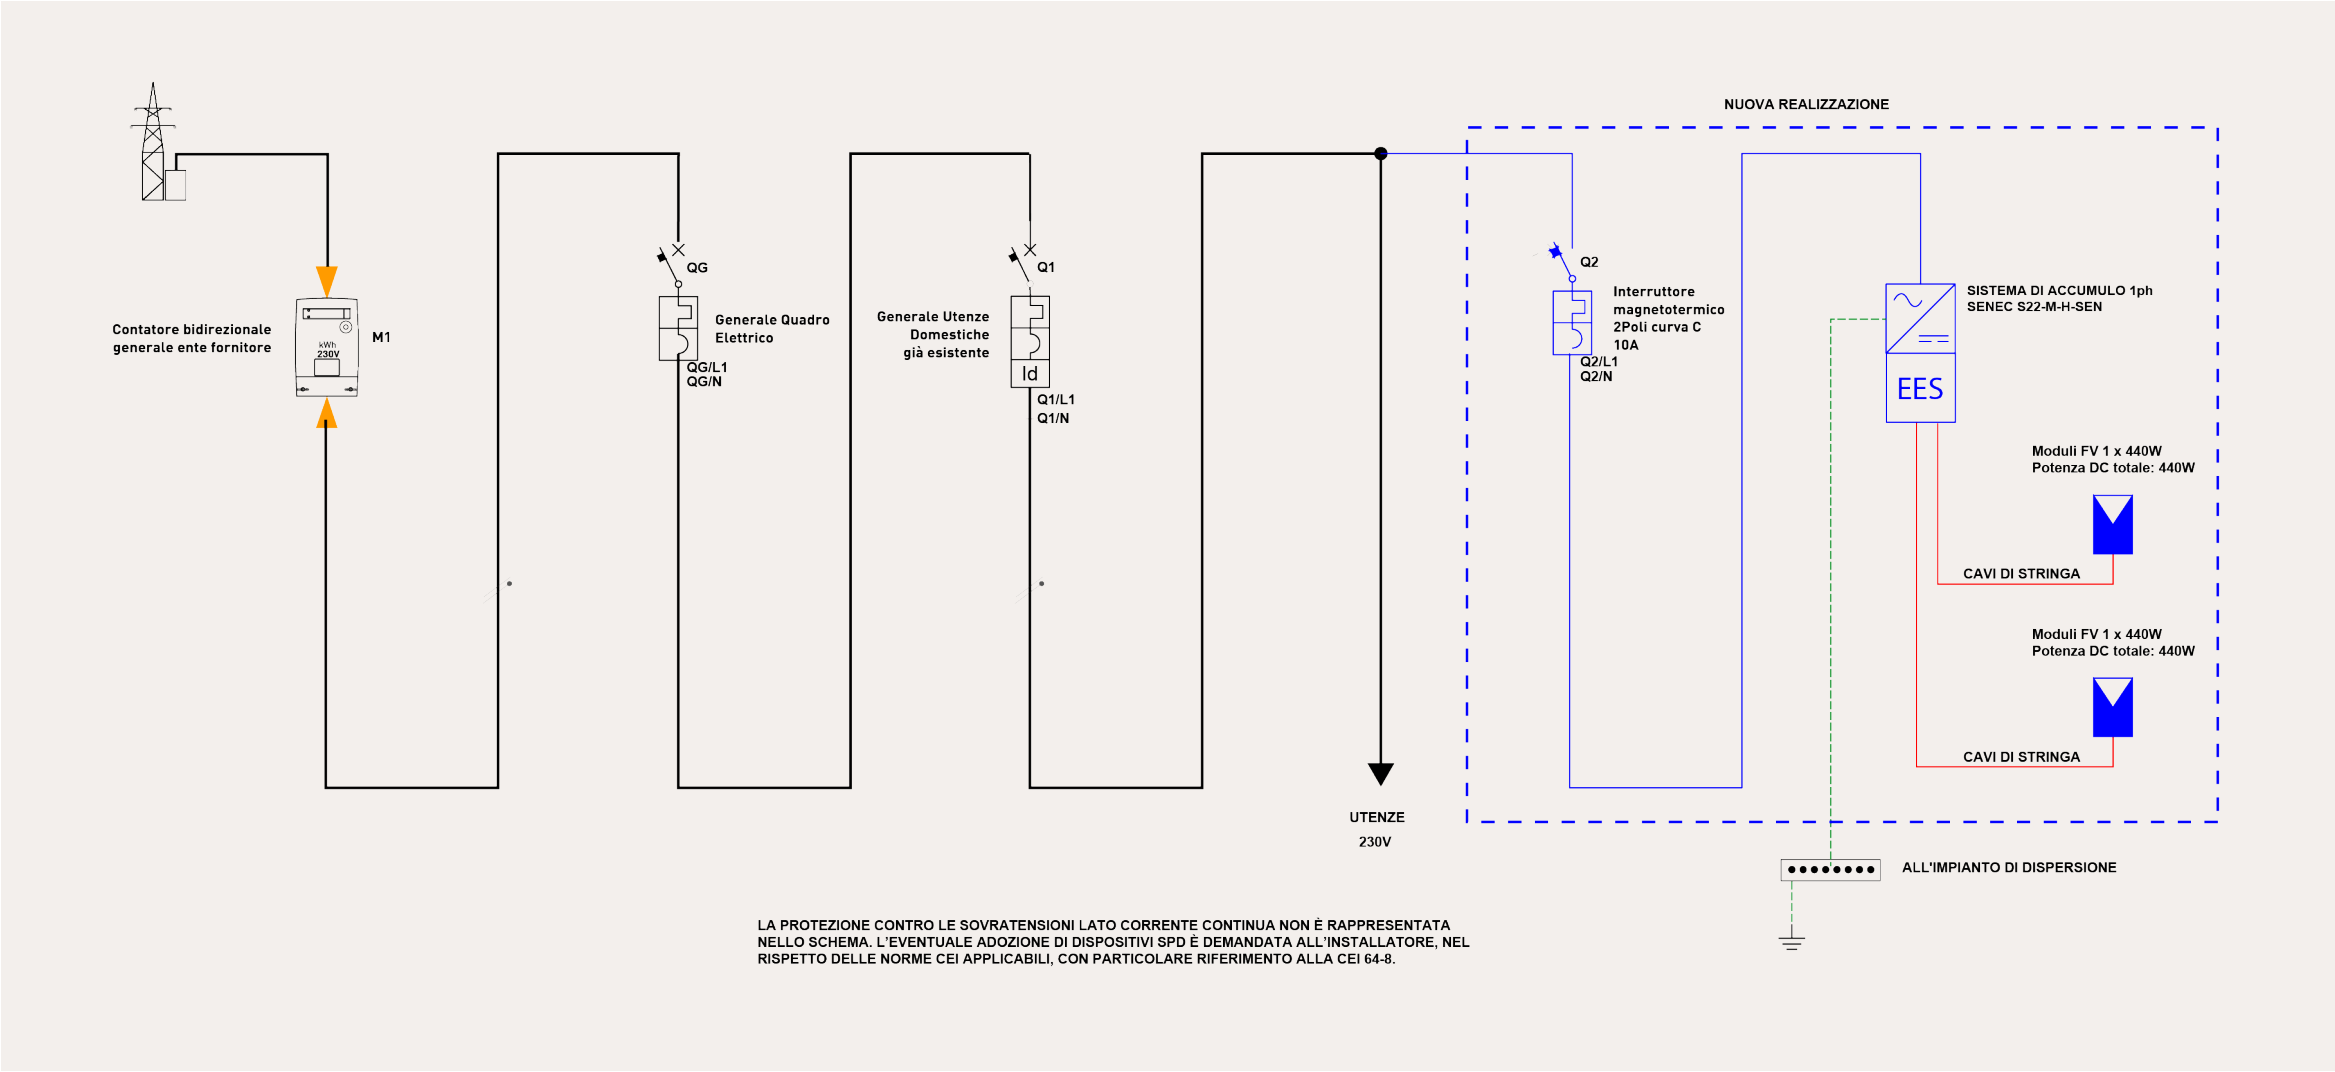 NUOVA REALIZZAZIONE
Contatore bidirezionale
generale ente fornitore
kWh
230V
M1
QG
Generale Quadro
Elettrico
QG/L1
QG/N
Q1
Generale Utenze
Domestiche
già esistente
Id
Q1/L1
Q1/N
UTENZE
230V
Q2
Interruttore
magnetotermico
2Poli curva C
10A
Q2/L1
Q2/N
SISTEMA DI ACCUMULO 1ph
SENEC S22-M-H-SEN
EES
Moduli FV 1 x 440W
Potenza DC totale: 440W
CAVI DI STRINGA
Moduli FV 1 x 440W
Potenza DC totale: 440W
CAVI DI STRINGA
ALL'IMPIANTO DI DISPERSIONE
LA PROTEZIONE CONTRO LE SOVRATENSIONI LATO CORRENTE CONTINUA NON È RAPPRESENTATA
NELLO SCHEMA. L’EVENTUALE ADOZIONE DI DISPOSITIVI SPD È DEMANDATA ALL’INSTALLATORE, NEL
RISPETTO DELLE NORME CEI APPLICABILI, CON PARTICOLARE RIFERIMENTO ALLA CEI 64-8.